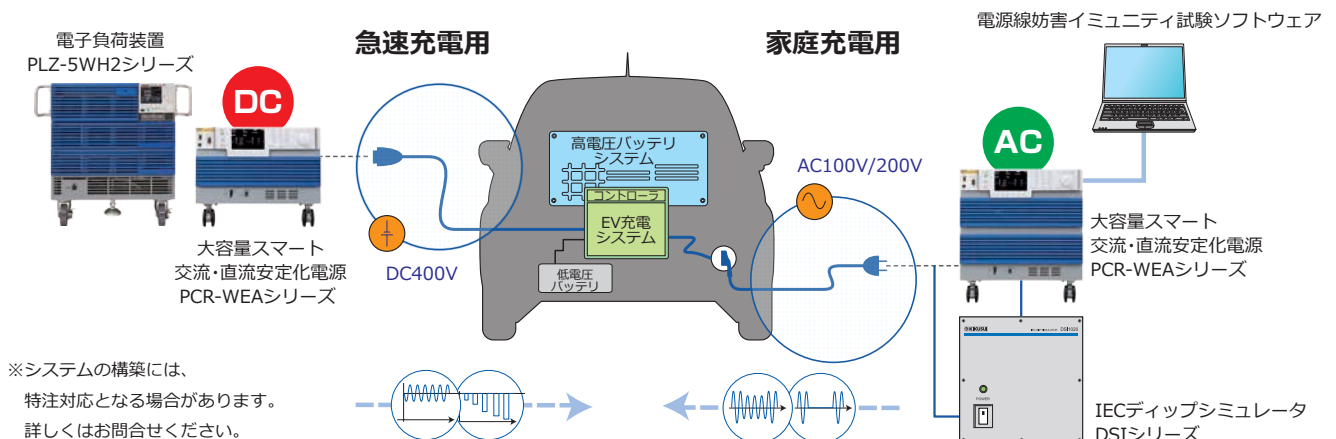 電源線妨害イミュニティ試験ソフトウェア
電子負荷装置
PLZ-5WH2シリーズ
急速充電用
家庭充電用
DC
AC
高電圧バッテリ
システム
コントローラ
EV充電
システム
低電圧
バッテリ
AC100V/200V
DC400V
大容量スマート
交流・直流安定化電源
PCR-WEAシリーズ
大容量スマート
交流・直流安定化電源
PCR-WEAシリーズ
※システムの構築には、
特注対応となる場合があります。
詳しくはお問合せください。
KIKUSUI
DSI1020
POWER
IECディップシミュレータ
DSIシリーズ